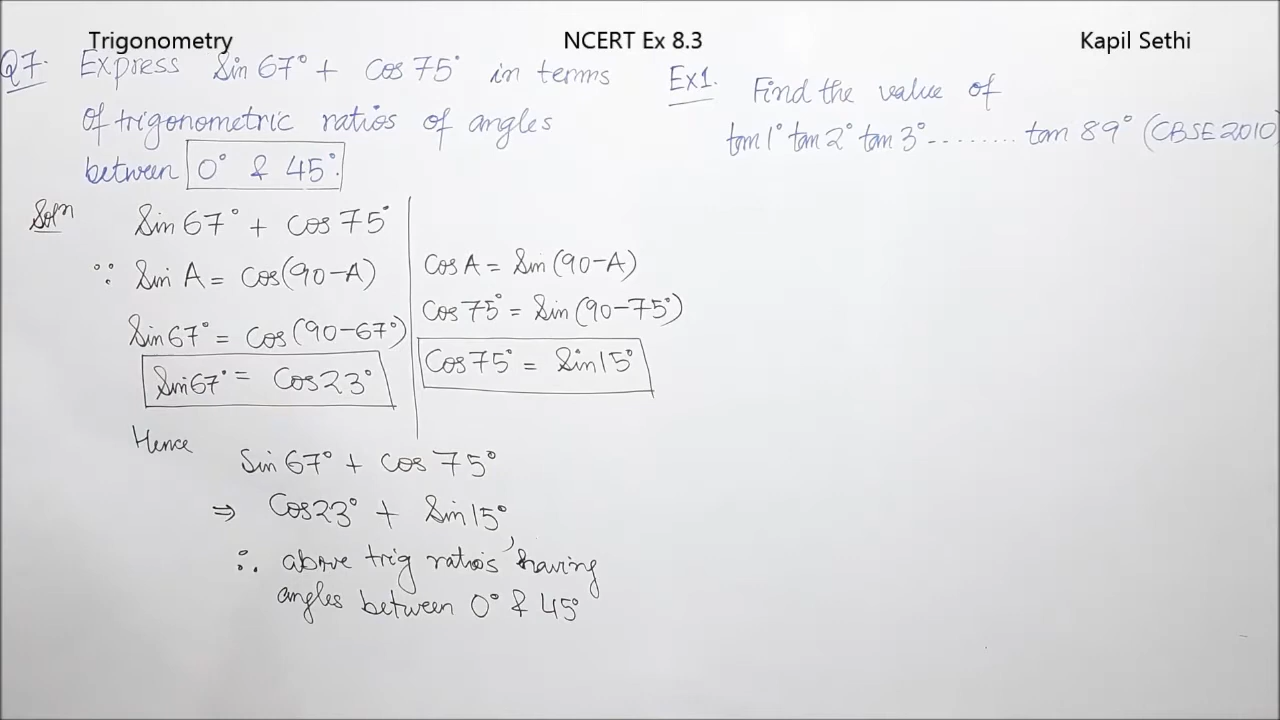 Trigonometry NCERT Ex 8.3 Kapil Sethi
Q7. Express Sin 67° + Cos 75° in terms
of trigonometric ratios of angles
between 0° & 45°.
Soln Sin 67° + Cos 75°
∵ Sin A = Cos(90-A)
Sin 67° = Cos (90-67°)
Sin 67° = Cos 23°
Cos A = Sin (90-A)
Cos 75° = Sin (90-75°)
Cos 75° = Sin 15°
Hence
Sin 67° + Cos 75°
⇒ Cos 23° + Sin 15°
∴ above trig ratios having
angles between 0° & 45°
Ex1. Find the value of
tan 1° tan 2° tan 3° ......... tan 89° (CBSE 2010)